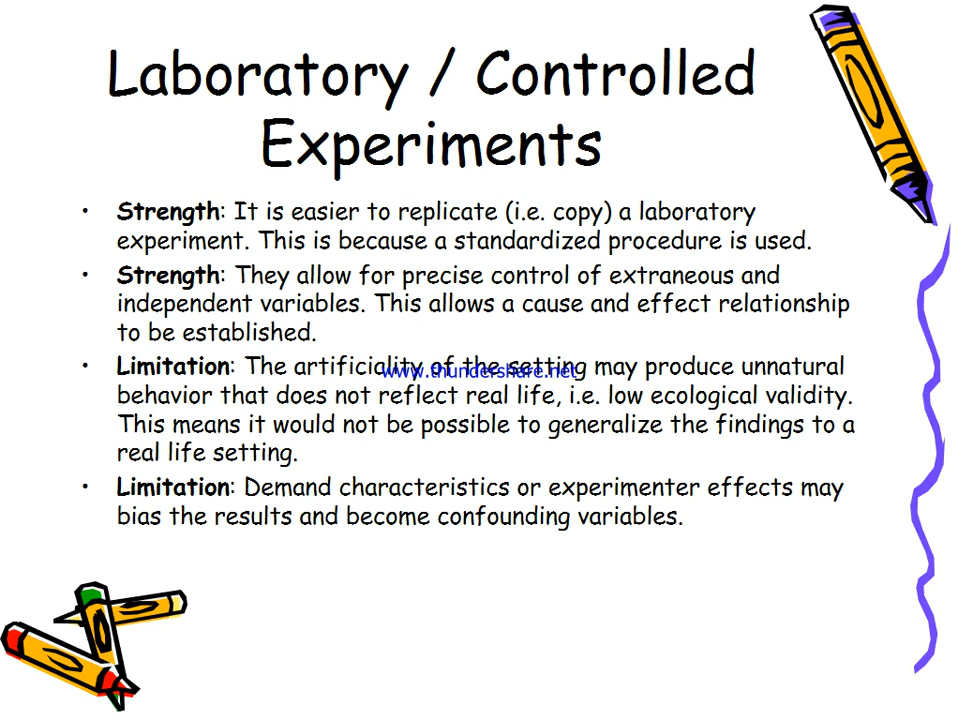 Laboratory / Controlled
Experiments
• Strength: It is easier to replicate (i.e. copy) a laboratory
experiment. This is because a standardized procedure is used.
• Strength: They allow for precise control of extraneous and
independent variables. This allows a cause and effect relationship
to be established.
• Limitation: The artificiality of the setting may produce unnatural
www.thundershare.net
behavior that does not reflect real life, i.e. low ecological validity.
This means it would not be possible to generalize the findings to a
real life setting.
• Limitation: Demand characteristics or experimenter effects may
bias the results and become confounding variables.